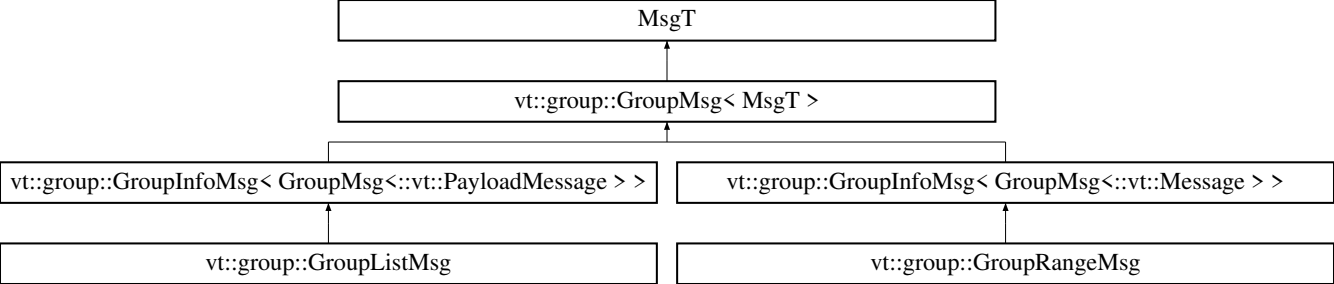 MsgT
vt::group::GroupMsg< MsgT >
vt::group::GroupInfoMsg< GroupMsg<::vt::PayloadMessage > >
vt::group::GroupInfoMsg< GroupMsg<::vt::Message > >
vt::group::GroupListMsg
vt::group::GroupRangeMsg